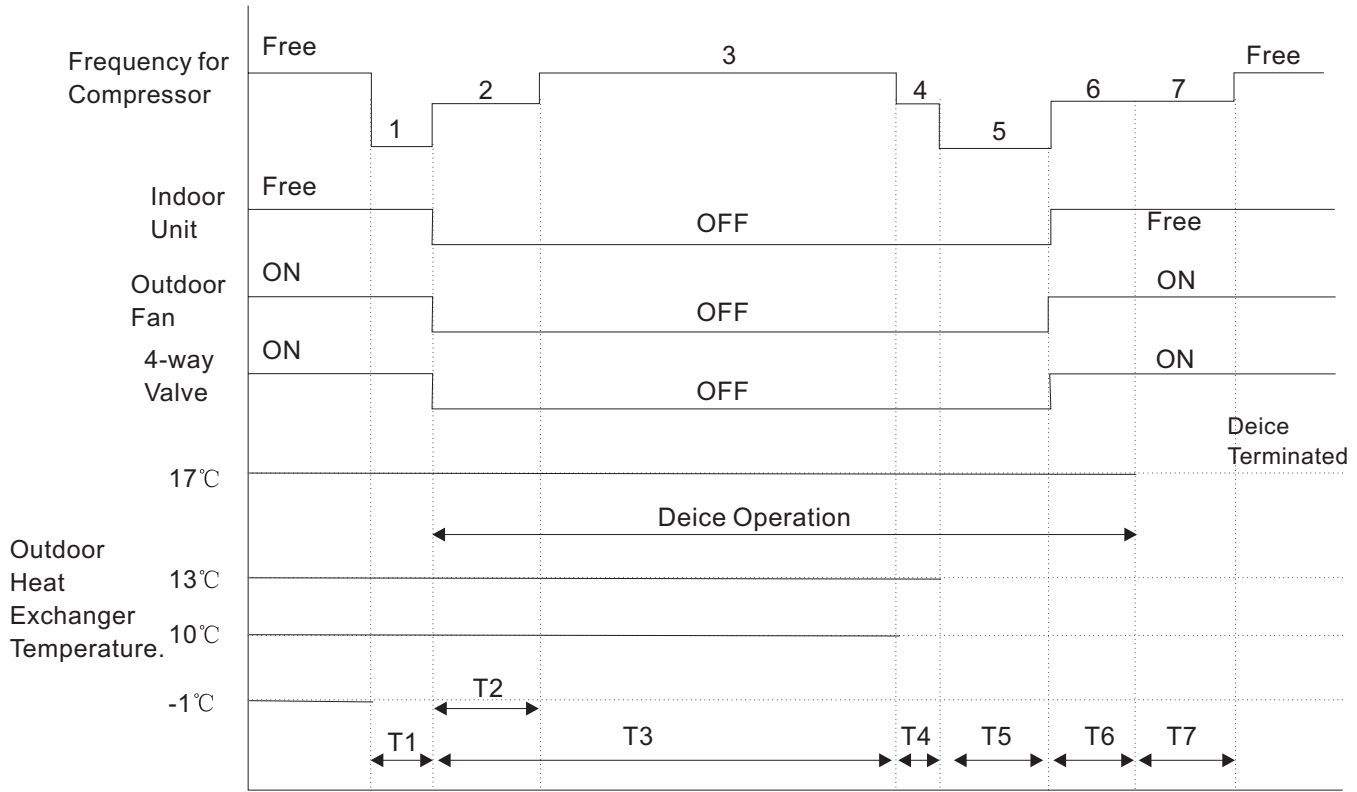 Frequency for
Compressor
Free
1
2
3
4
5
6
7
Free
Indoor
Unit
Free
OFF
Free
Outdoor
Fan
ON
OFF
ON
4-way
Valve
ON
OFF
ON
Deice
Terminated
17℃
Deice Operation
Outdoor
Heat
Exchanger
Temperature.
13℃
10℃
-1℃
T2
T1
T3
T4
T5
T6
T7